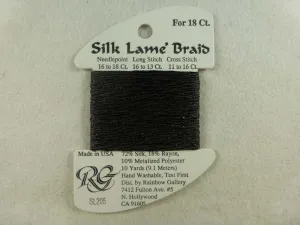 For 18 Ct.
Silk Lamé Braid
Needlepoint Long Stitch Cross Stitch
16 to 18 Ct. 16 to 13 Ct. 11 to 16 Ct.
Made in USA
72% Silk, 18% Rayon,
10% Metalized Polyester
10 Yards (9.1 Meters)
Hand Washable, Test First
Dist. by Rainbow Gallery
7412 Fulton Ave. #5
N. Hollywood
CA 91605
RG
SL205